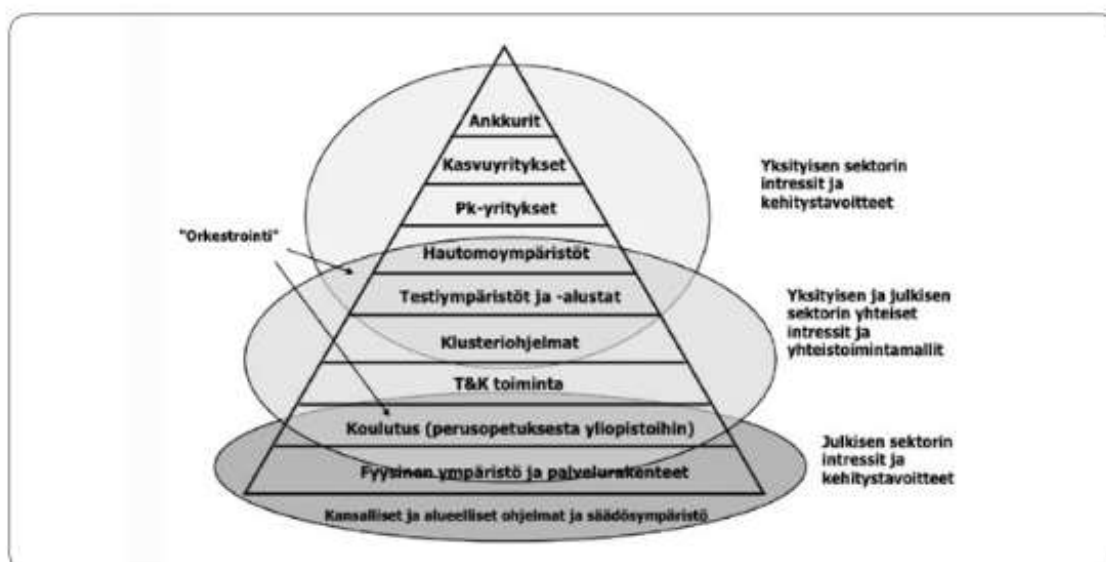 Ankkurit
Kasvuyritykset
Pk-yritykset
Hautomoympäristöt
Testiympäristöt ja -alustat
Klusteriohjelmat
T&K toiminta
Koulutus (perusopetuksesta yliopistoihin)
Fyysinan ympäristö ja palvelurakenteet
Kansalliset ja alueelliset ohjelmat ja säädösympäristö
"Orkestrointi"
Yksityisen sektorin
intressit ja
kehitystavoitteet
Yksityisen ja julkisen
sektorin yhteiset
intressit ja
yhteistoimintamallit
Julkisen sektorin
intressit ja
kehitystavoitteet